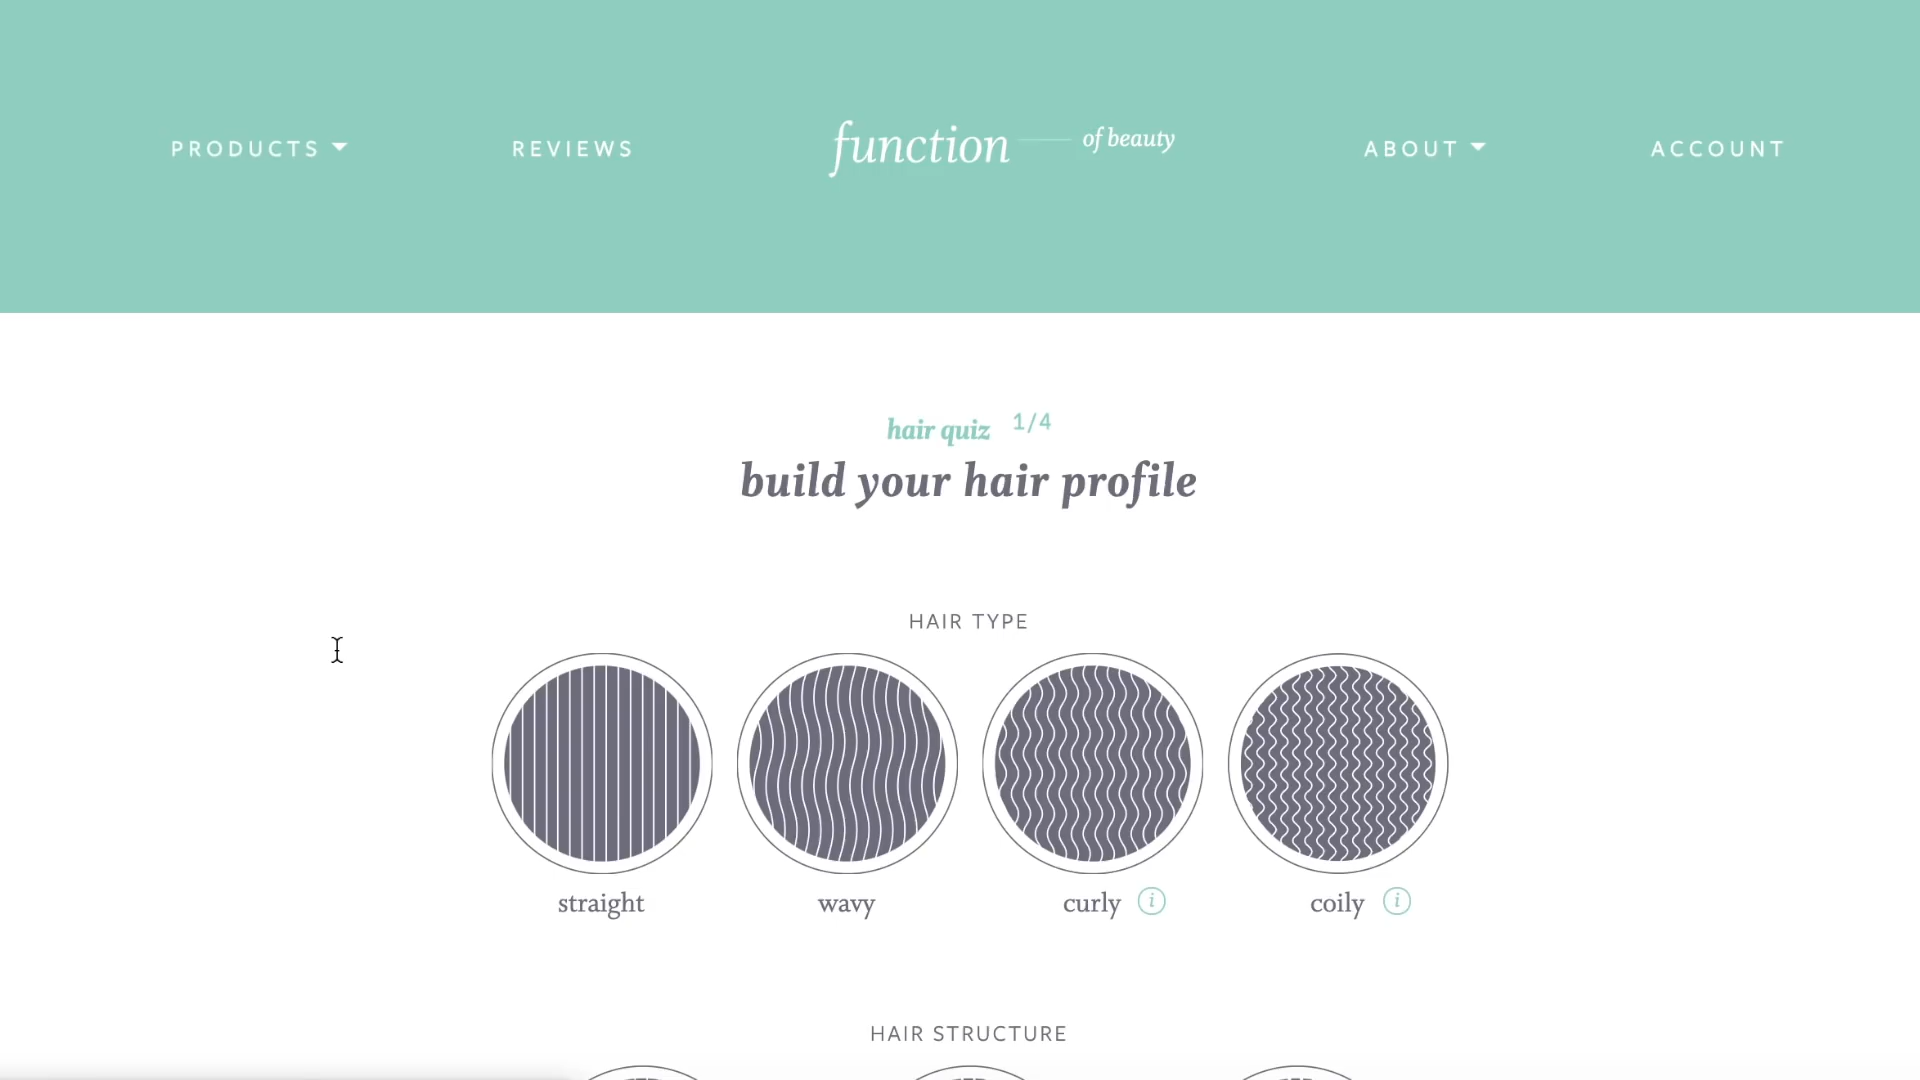 PRODUCTS
REVIEWS
function of beauty
ABOUT
ACCOUNT
hair quiz 1/4
build your hair profile
HAIR TYPE
straight
wavy
curly i
coily i
HAIR STRUCTURE